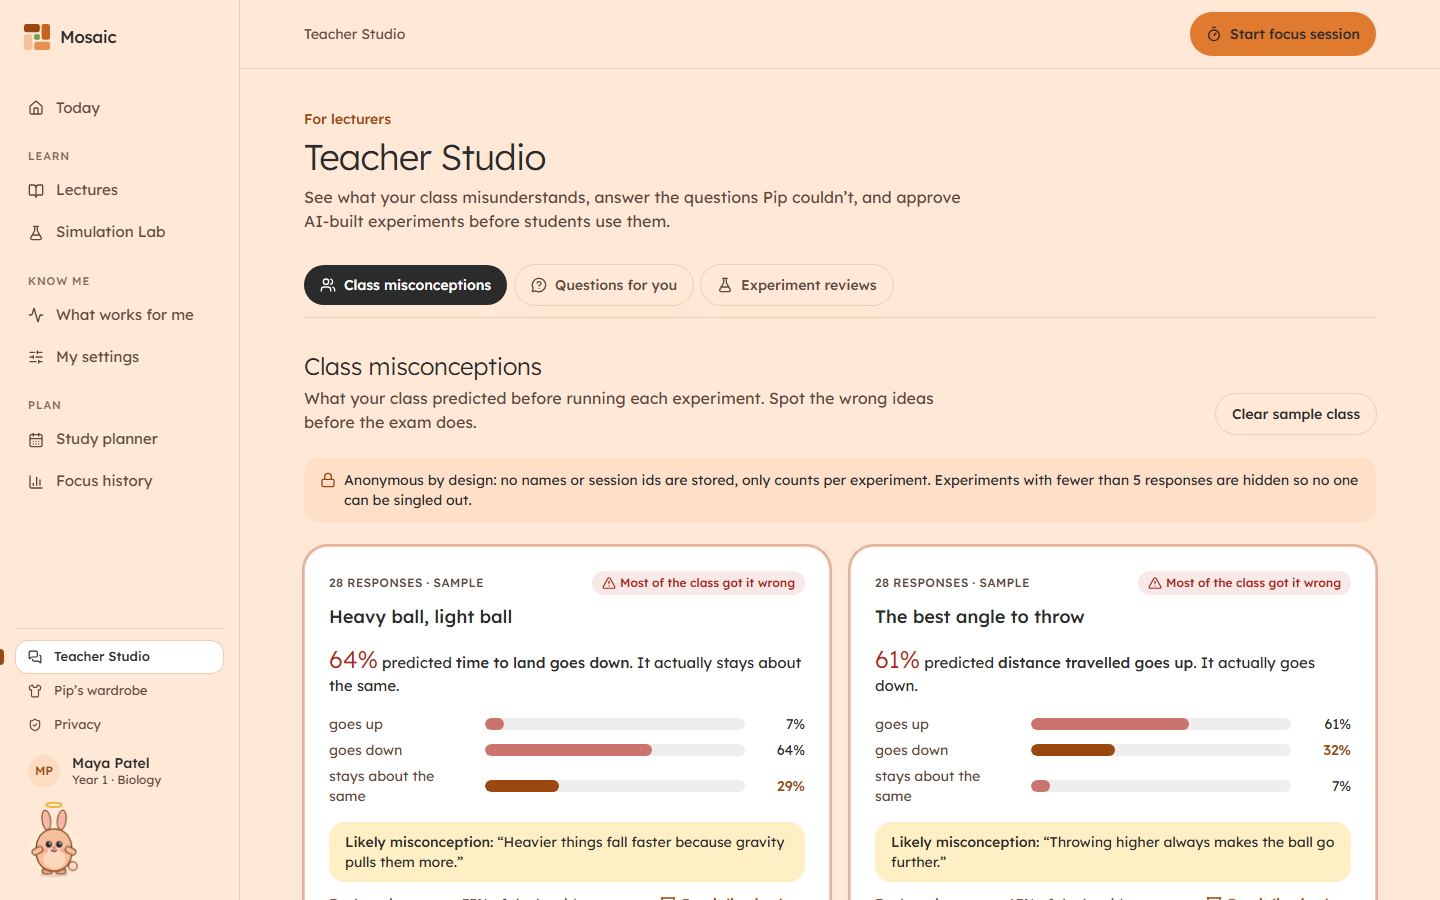 Mosaic
Teacher Studio
Start focus session
Today
LEARN
Lectures
Simulation Lab
KNOW ME
What works for me
My settings
PLAN
Study planner
Focus history
Teacher Studio
Pip’s wardrobe
Privacy
MP
Maya Patel
Year 1 · Biology
For lecturers
Teacher Studio
See what your class misunderstands, answer the questions Pip couldn’t, and approve
AI-built experiments before students use them.
Class misconceptions
Questions for you
Experiment reviews
Class misconceptions
What your class predicted before running each experiment. Spot the wrong ideas
before the exam does.
Clear sample class
Anonymous by design: no names or session ids are stored, only counts per experiment. Experiments with fewer than 5 responses are hidden so no one
can be singled out.
28 RESPONSES · SAMPLE
Most of the class got it wrong
Heavy ball, light ball
64% predicted time to land goes down. It actually stays about
the same.
goes up 7%
goes down 64%
stays about the
same
29%
Likely misconception: “Heavier things fall faster because gravity
pulls them more.”
28 RESPONSES · SAMPLE
Most of the class got it wrong
The best angle to throw
61% predicted distance travelled goes up. It actually goes
down.
goes up 61%
goes down 32%
stays about the
same
7%
Likely misconception: “Throwing higher always makes the ball go
further.”